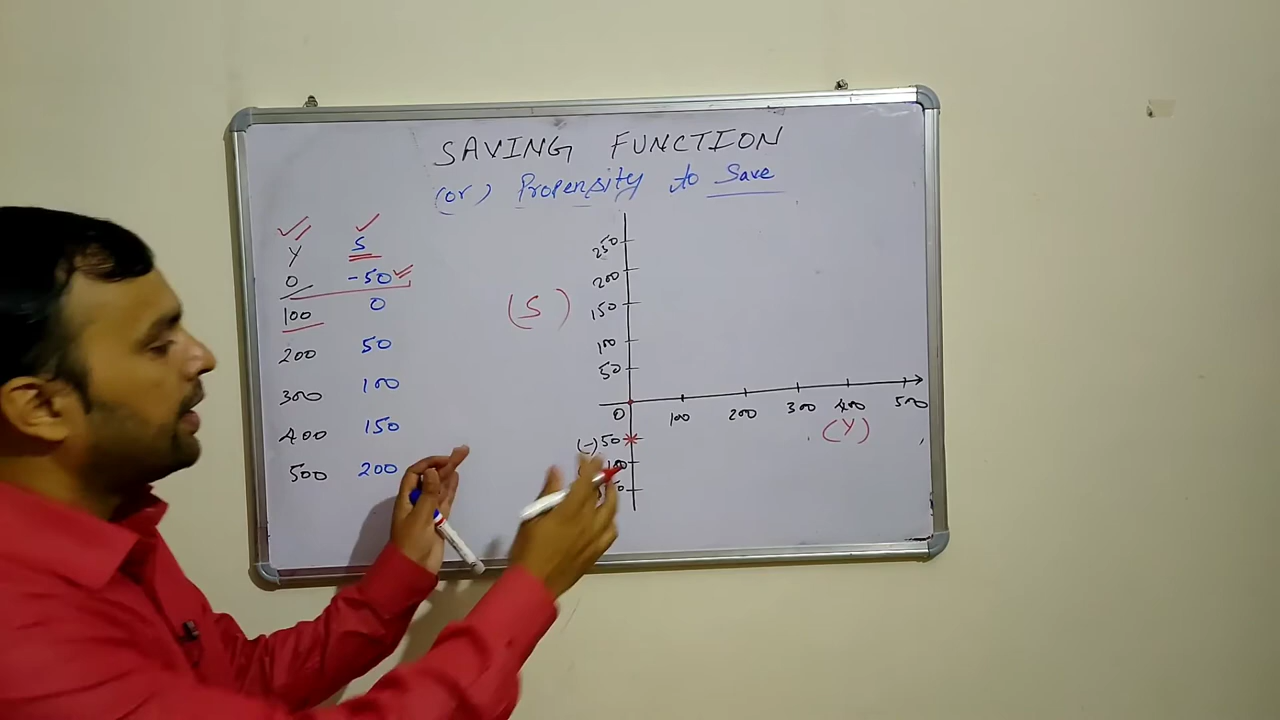 SAVING FUNCTION
(or) Propensity to Save
Y S
0 -50
100 0
200 50
300 100
400 150
500 200
(S)
250
200
150
100
50
0 100 200 300 400 500
(Y)
(-) 50
100